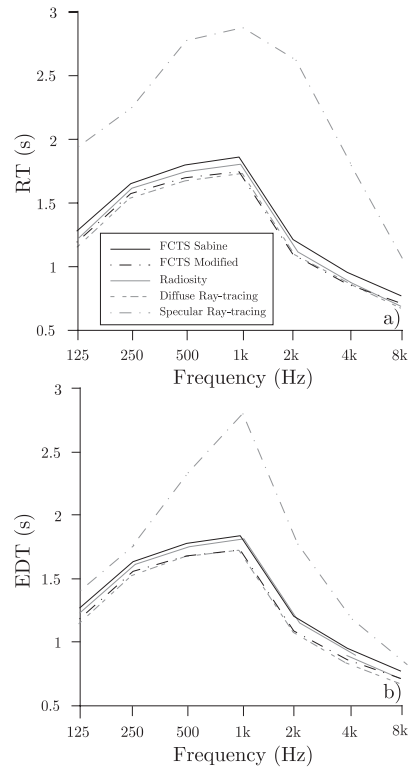 3
2.5
2
1.5
1
0.5
RT (s)
FCTS Sabine
FCTS Modified
Radiosity
Diffuse Ray-tracing
Specular Ray-tracing
a)
125 250 500 1k 2k 4k 8k
Frequency (Hz)
3
2.5
2
1.5
1
0.5
EDT (s)
b)
125 250 500 1k 2k 4k 8k
Frequency (Hz)